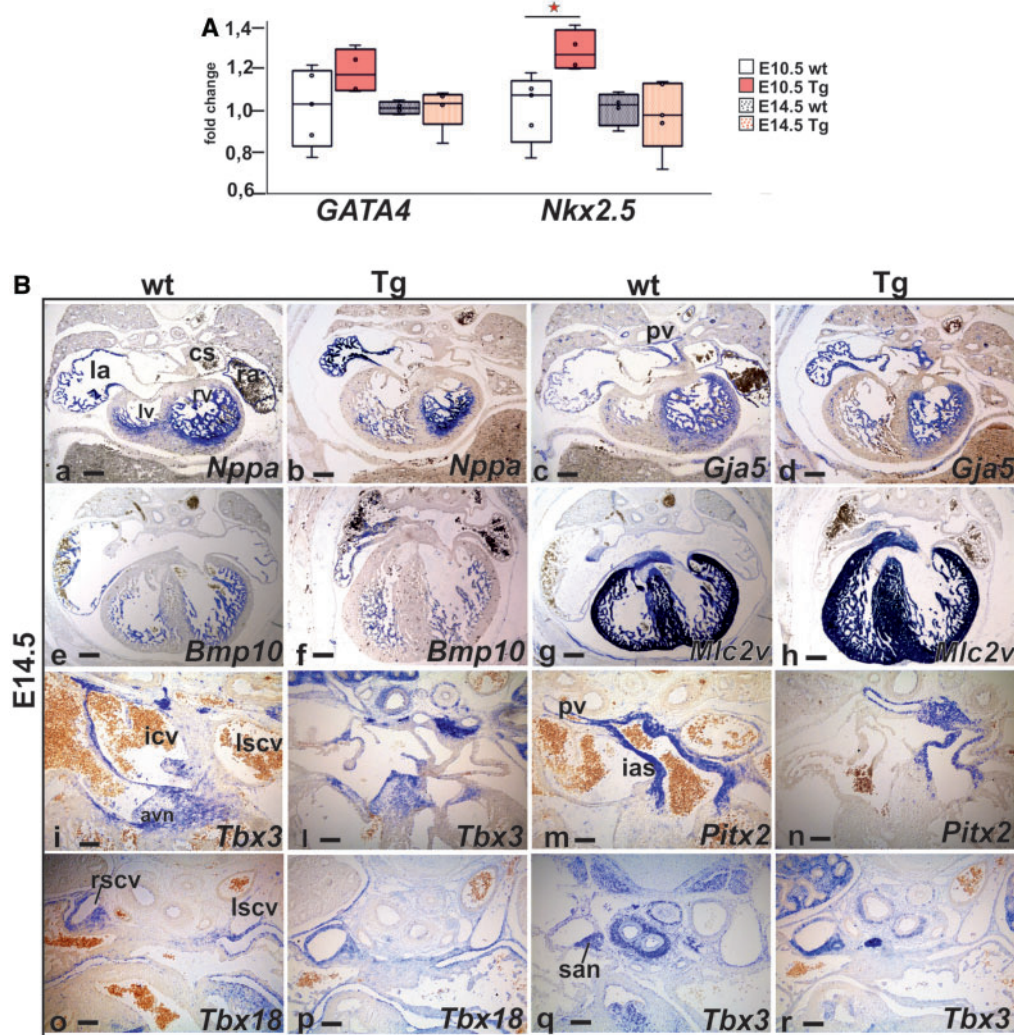 A
fold change
1,4
1,2
1,0
0,8
0,6
★
GATA4
Nkx2.5
E10.5 wt
E10.5 Tg
E14.5 wt
E14.5 Tg
B
wt
Tg
wt
Tg
E14.5
la
cs
ra
lv
rv
a
Nppa
b
Nppa
pv
c
Gja5
d
Gja5
e
Bmp10
f
Bmp10
g
Mlc2v
h
Mlc2v
icv
lscv
avn
i
Tbx3
l
Tbx3
pv
ias
m
Pitx2
n
Pitx2
rscv
lscv
o
Tbx18
p
Tbx18
san
q
Tbx3
r
Tbx3